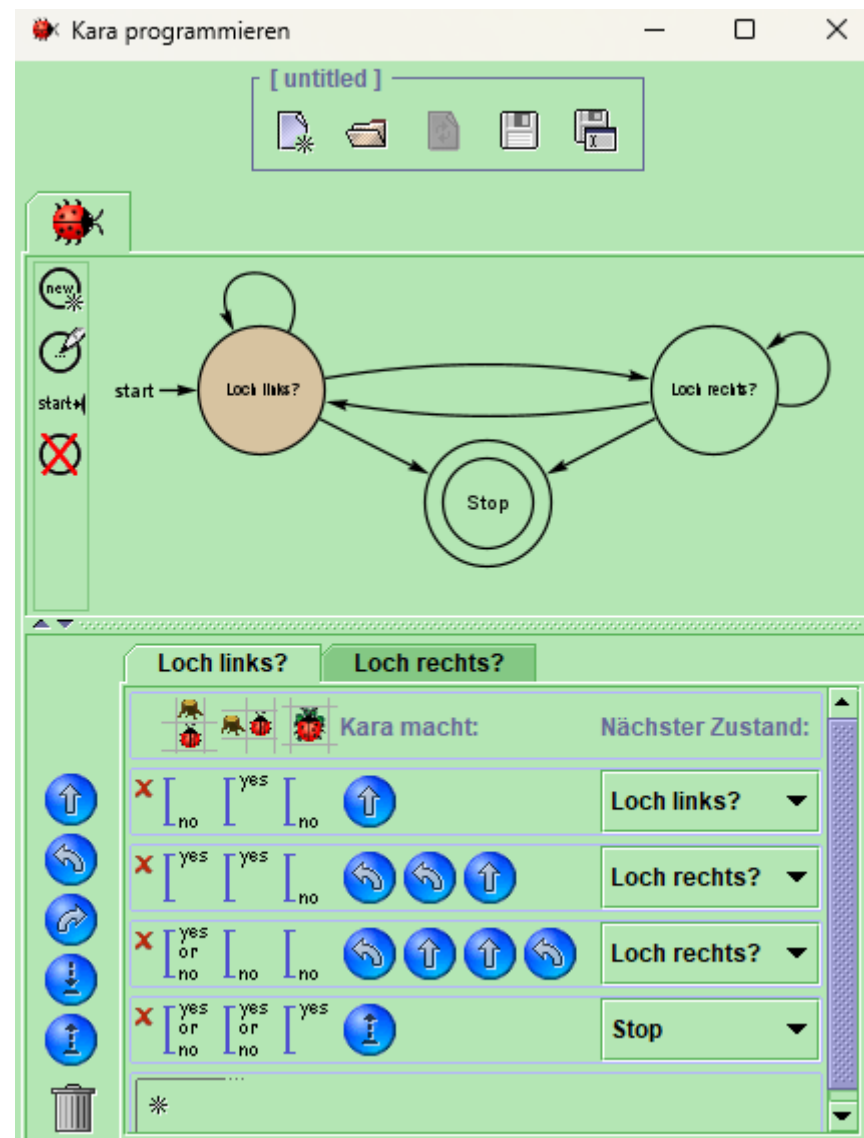 Kara programmieren
[ untitled ]
new
start
start
Loch links?
Loch rechts?
Stop
Loch links? Loch rechts?
Kara macht: Nächster Zustand:
no yes no Loch links?
yes yes no Loch rechts?
yes or no no no Loch rechts?
yes or no yes or no yes Stop